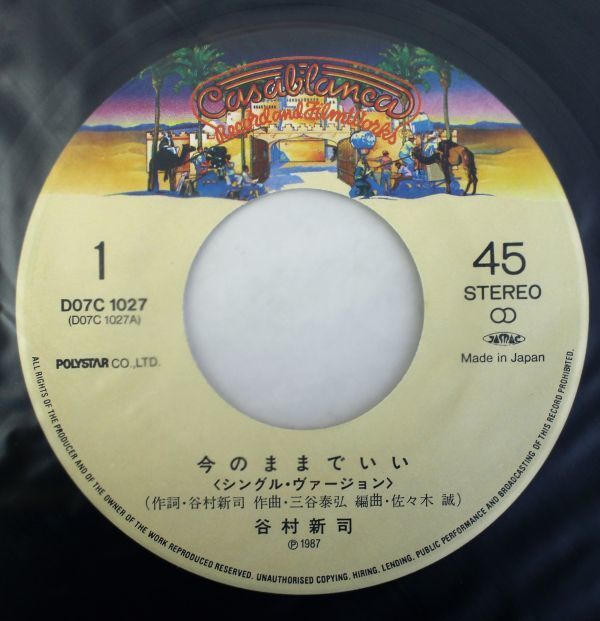 Casablanca
Record and FilmWorks
1
D07C 1027
(D07C 1027A)
POLYSTAR CO.,LTD.
45
STEREO
JASRAC
Made in Japan
今のままでいい
〈シングル・ヴァージョン〉
(作詞・谷村新司 作曲・三谷泰弘 編曲・佐々木 誠)
谷村新司
Ⓟ1987
ALL RIGHTS OF THE PRODUCER AND OF THE OWNER OF THE WORK REPRODUCED RESERVED. UNAUTHORISED COPYING, HIRING, LENDING, PUBLIC PERFORMANCE AND BROADCASTING OF THIS RECORD PROHIBITED.